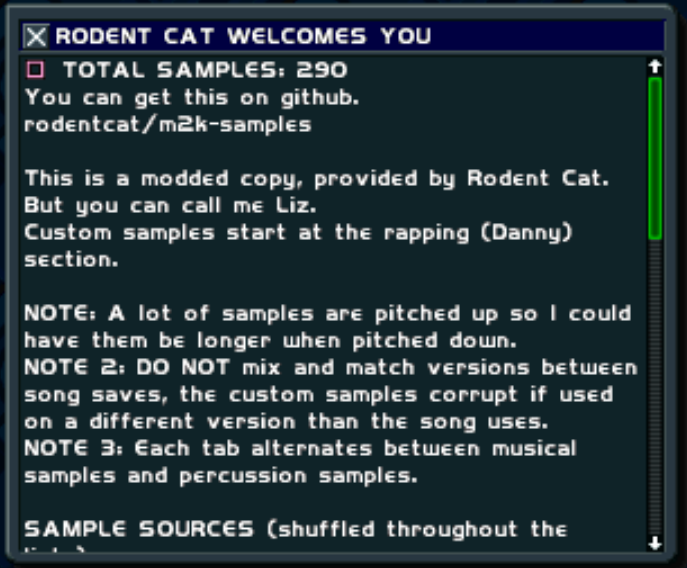 RODENT CAT WELCOMES YOU
TOTAL SAMPLES: 290
You can get this on github.
rodentcat/m2k-samples
This is a modded copy, provided by Rodent Cat.
But you can call me Liz.
Custom samples start at the rapping (Danny)
section.
NOTE: A lot of samples are pitched up so I could
have them be longer when pitched down.
NOTE 2: DO NOT mix and match versions between
song saves, the custom samples corrupt if used
on a different version than the song uses.
NOTE 3: Each tab alternates between musical
samples and percussion samples.
SAMPLE SOURCES (shuffled throughout the